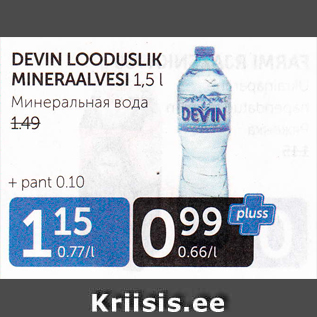 DEVIN LOODUSLIK
MINERAALVESI 1,5 l
Минеральная вода
1.49
+ pant 0.10
DEVIN
1 15
0.77/l
0 99
0.66/l
pluss
Kriisis.ee